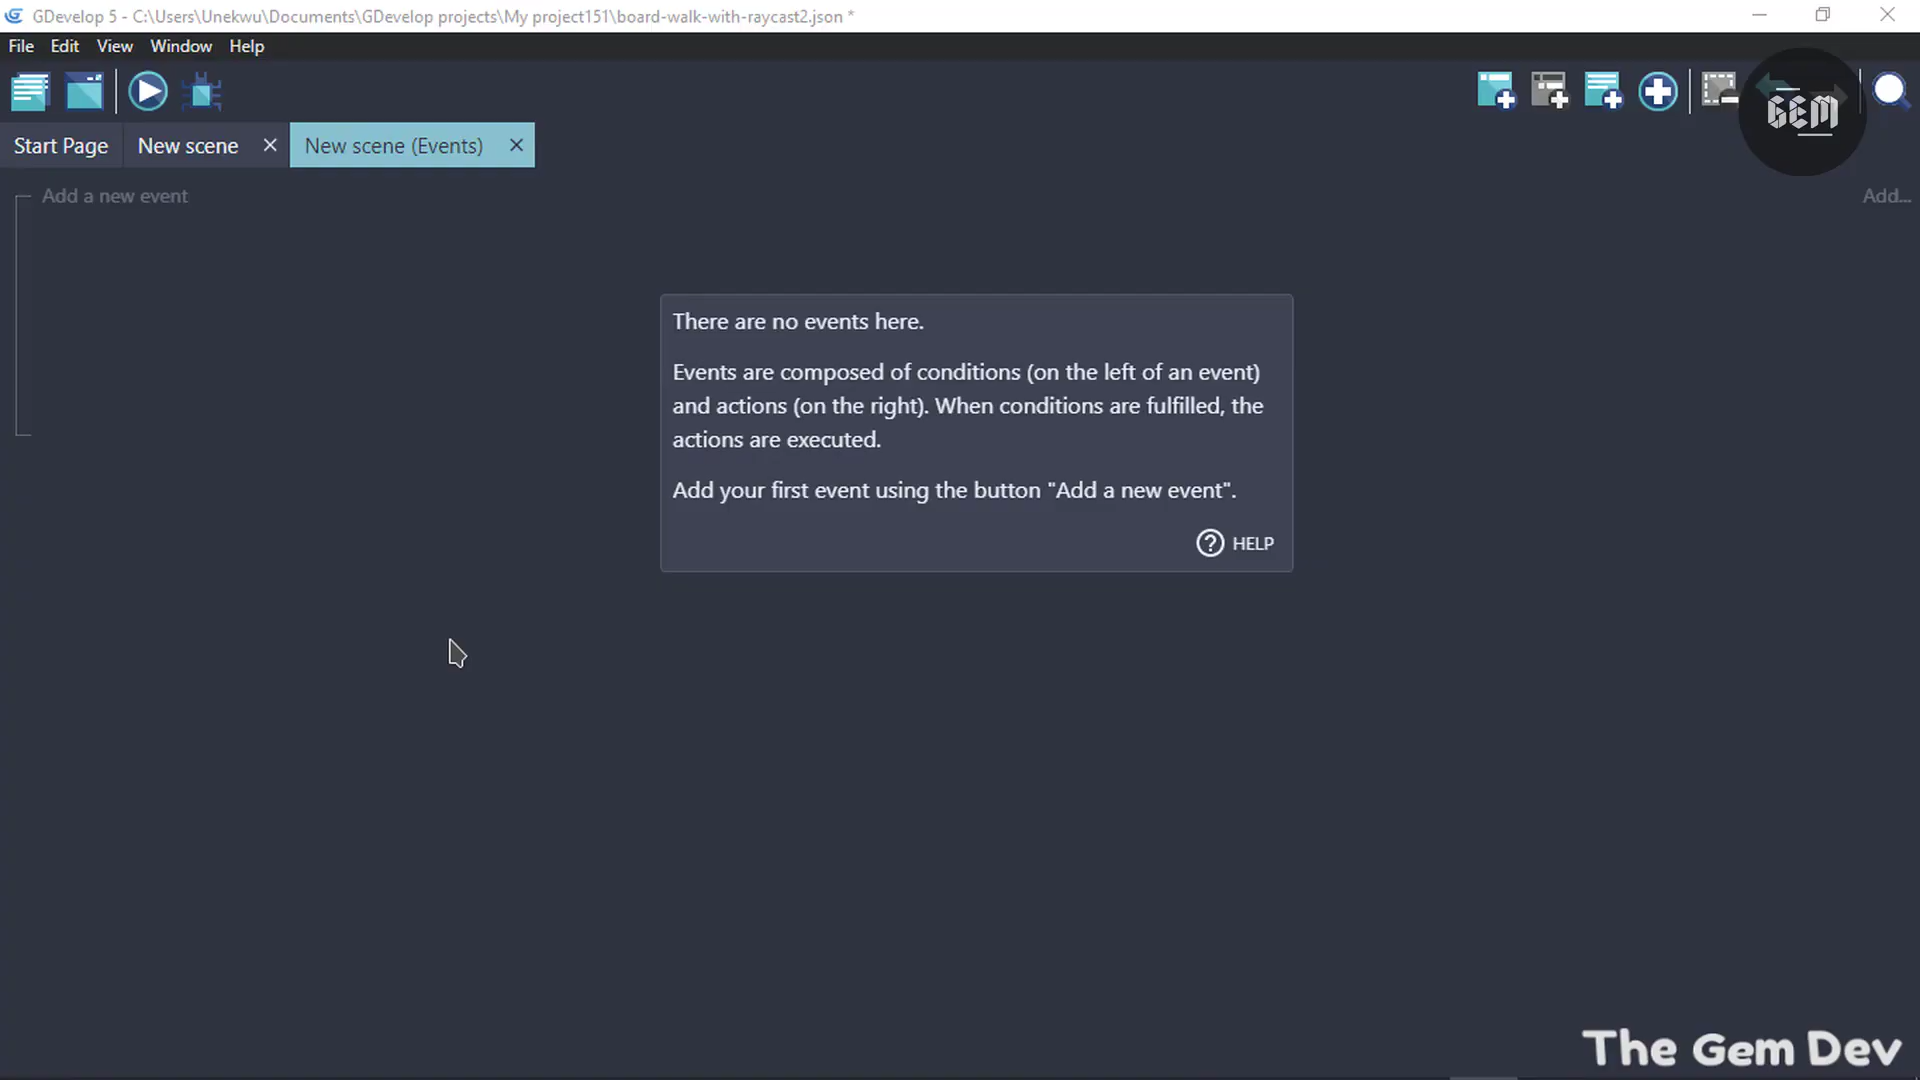 GDevelop 5 - C:\Users\Unekwu\Documents\GDevelop projects\My project151\board-walk-with-raycast2.json *
File Edit View Window Help
GEM
Start Page New scene New scene (Events)
Add a new event Add...
There are no events here.
Events are composed of conditions (on the left of an event)
and actions (on the right). When conditions are fulfilled, the
actions are executed.
Add your first event using the button "Add a new event".
HELP
The Gem Dev